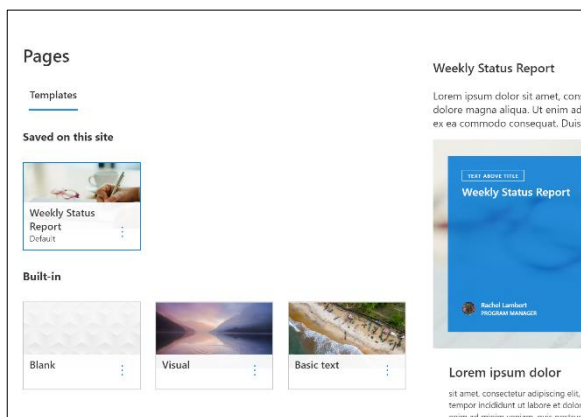 Pages
Templates
Saved on this site
Weekly Status
Report
Default
Built-in
Blank
Visual
Basic text
Weekly Status Report
Lorem ipsum dolor sit amet, con
dolore magna aliqua. Ut enim ad
ex ea commodo consequat. Duis
TEXT ABOVE TITLE
Weekly Status Report
Rachel Lambert
PROGRAM MANAGER
Lorem ipsum dolor
sit amet, consectetur adipiscing elit,
tempor incididunt ut labore et dolor